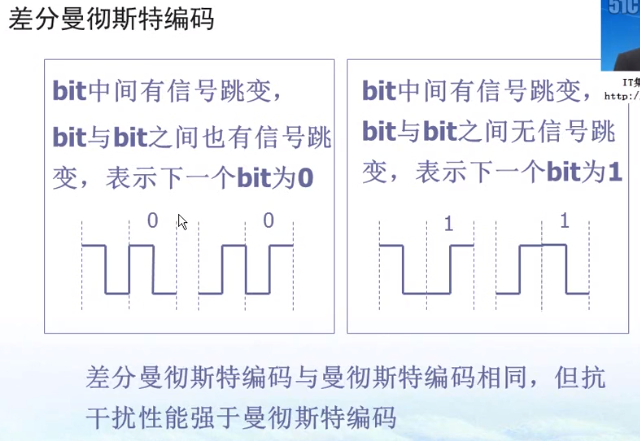 差分曼彻斯特编码
51C
IT集
http:/
bit中间有信号跳变，
bit与bit之间也有信号跳
变，表示下一个bit为0
0 0
bit中间有信号跳变，
bit与bit之间无信号跳
变，表示下一个bit为1
1 1
差分曼彻斯特编码与曼彻斯特编码相同，但抗
干扰性能强于曼彻斯特编码